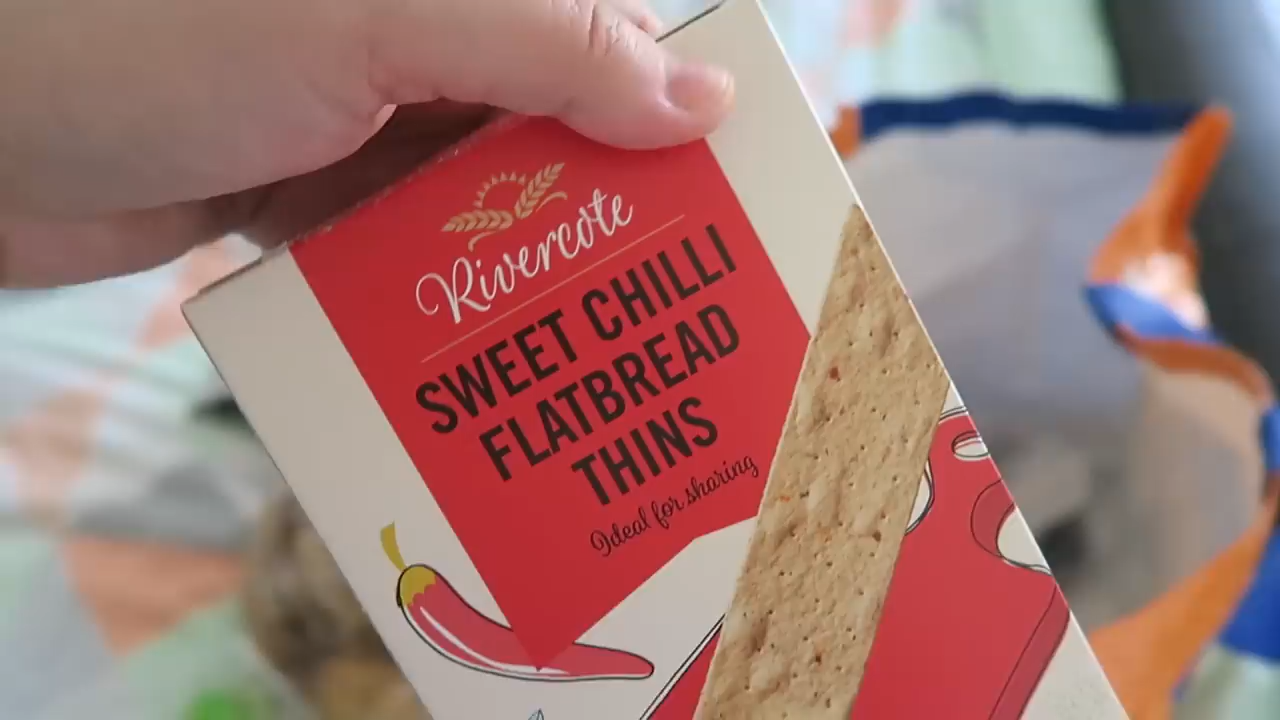 Rivercote
SWEET CHILLI
FLATBREAD
THINS
Ideal for sharing